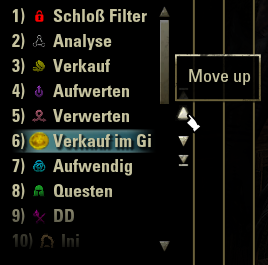 1) Schloß Filter
2) Analyse
3) Verkauf
4) Aufwerten
Move up
5) Verwerten
6) Verkauf im Gi
7) Aufwendig
8) Questen
9) DD
10) Ini